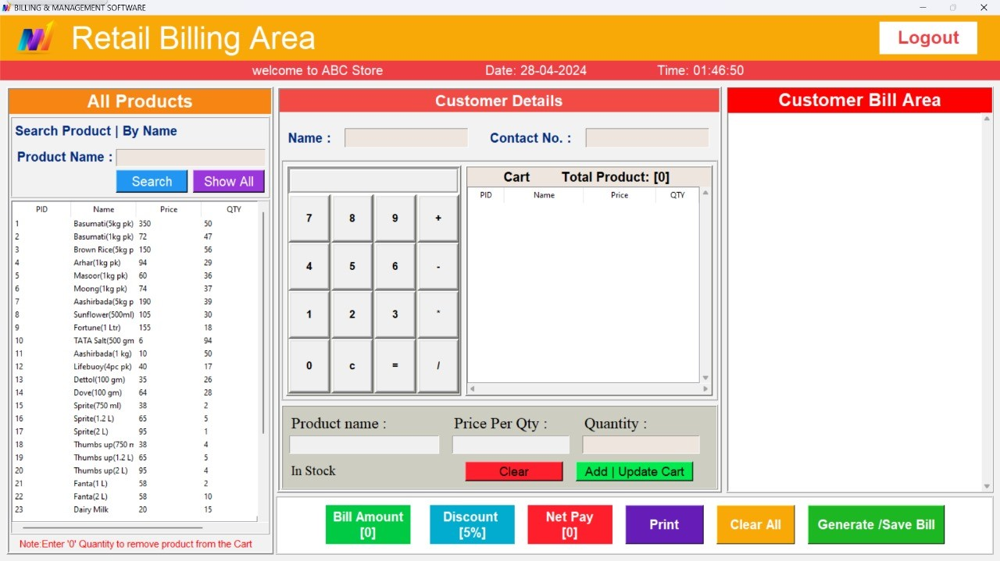 BILLING & MANAGEMENT SOFTWARE
Retail Billing Area
Logout
welcome to ABC Store Date: 28-04-2024 Time: 01:46:50
All Products
Search Product | By Name
Product Name :
Search Show All
PID Name Price QTY
1 Basumati(5kg pk) 350 50
2 Basumati(1kg pk) 72 47
3 Brown Rice(5kg p 150 56
4 Arhar(1kg pk) 94 29
5 Masoor(1kg pk) 60 36
6 Moong(1kg pk) 74 37
7 Aashirbada(5kg p 190 39
8 Sunflower(500ml) 105 30
9 Fortune(1 Ltr) 155 18
10 TATA Salt(500 gm 6 94
11 Aashirbada(1 kg) 10 50
12 Lifebuoy(4pc pk) 40 17
13 Dettol(100 gm) 35 26
14 Dove(100 gm) 64 28
15 Sprite(750 ml) 38 2
16 Sprite(1.2 L) 65 5
17 Sprite(2 L) 95 1
18 Thumbs up(750 m 38 4
19 Thumbs up(1.2 L) 65 5
20 Thumbs up(2 L) 95 4
21 Fanta(1 L) 58 2
22 Fanta(2 L) 58 10
23 Dairy Milk 20 15
Note:Enter '0' Quantity to remove product from the Cart
Customer Details
Name : Contact No. :
7 8 9 +
4 5 6 -
1 2 3 *
0 c = /
Cart Total Product: [0]
PID Name Price QTY
Product name : Price Per Qty : Quantity :
In Stock Clear Add | Update Cart
Customer Bill Area
Bill Amount
[0]
Discount
[5%]
Net Pay
[0]
Print
Clear All
Generate /Save Bill